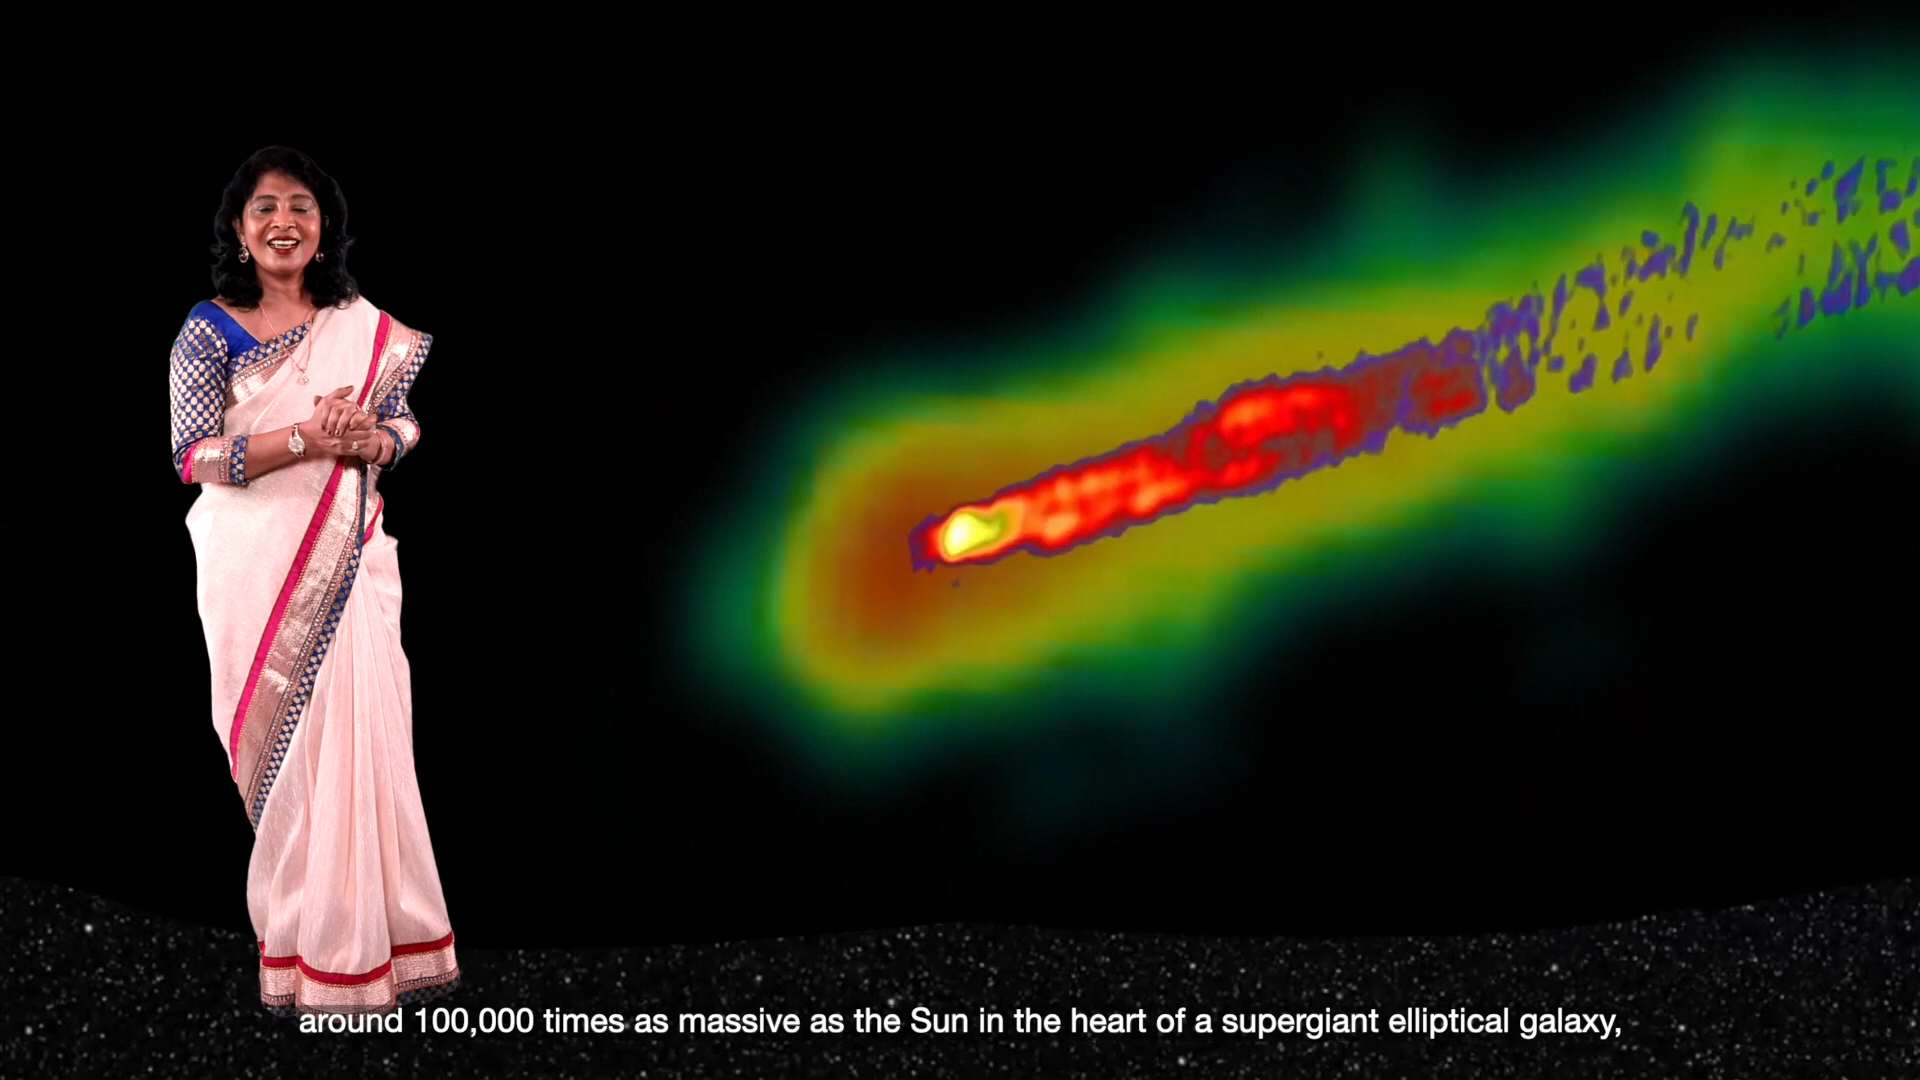 around 100,000 times as massive as the Sun in the heart of a supergiant elliptical galaxy,